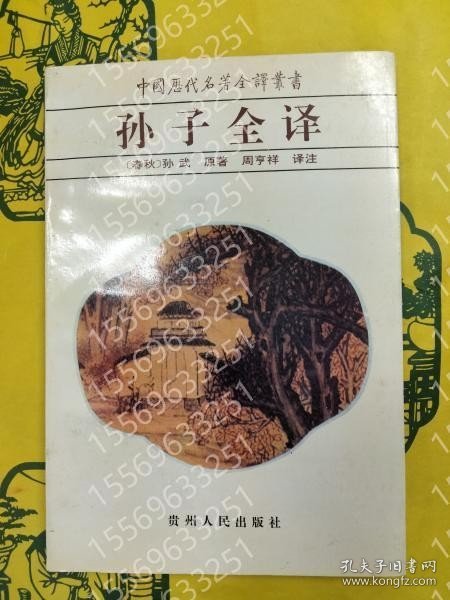 中國歷代名著全譯叢書
孙子全译
〔春秋〕孙 武 原著 周亨祥 译注
贵州人民出版社
15569633251
孔夫子旧书网
www.kongfz.com